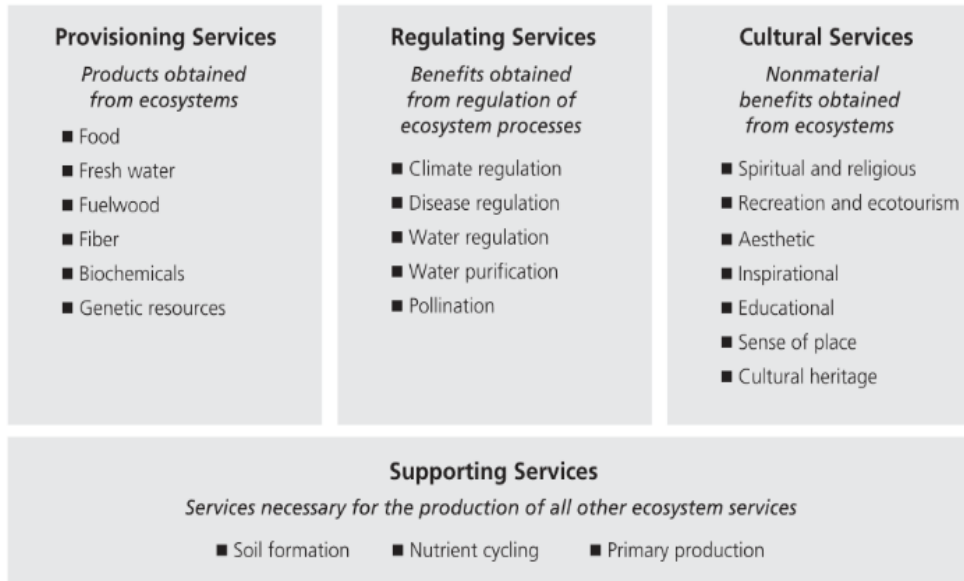 Provisioning Services
Products obtained
from ecosystems
■ Food
■ Fresh water
■ Fuelwood
■ Fiber
■ Biochemicals
■ Genetic resources
Regulating Services
Benefits obtained
from regulation of
ecosystem processes
■ Climate regulation
■ Disease regulation
■ Water regulation
■ Water purification
■ Pollination
Cultural Services
Nonmaterial
benefits obtained
from ecosystems
■ Spiritual and religious
■ Recreation and ecotourism
■ Aesthetic
■ Inspirational
■ Educational
■ Sense of place
■ Cultural heritage
Supporting Services
Services necessary for the production of all other ecosystem services
■ Soil formation ■ Nutrient cycling ■ Primary production